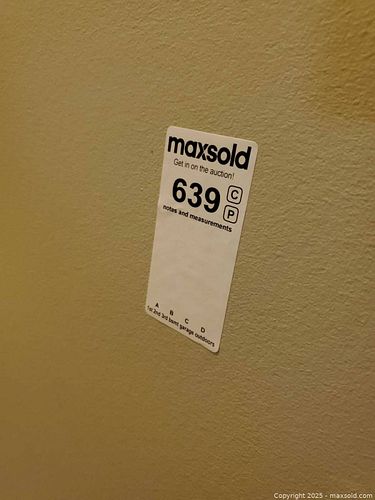 maxsold
Get in on the auction!
639 C
P
notes and measurements
A B C D
1st 2nd 3rd bsmt garage outdoors
Copyright 2025 - maxsold.com